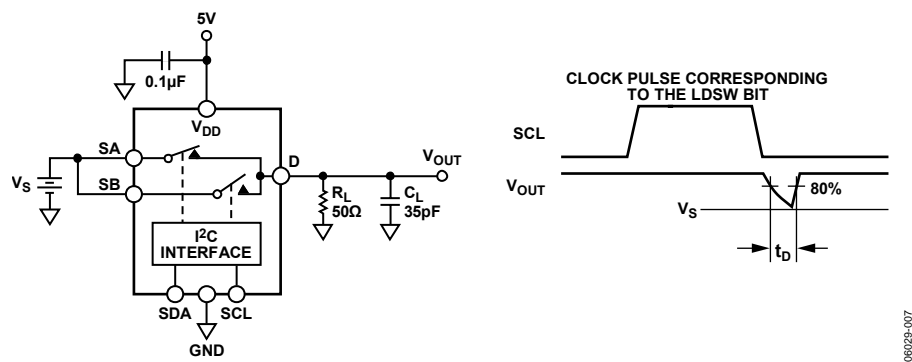 5V
0.1µF
VDD
SA
SB
VS
D
VOUT
RL
50Ω
CL
35pF
I2C
INTERFACE
SDA
SCL
GND
CLOCK PULSE CORRESPONDING
TO THE LDSW BIT
SCL
VOUT
80%
VS
tD
06029-007